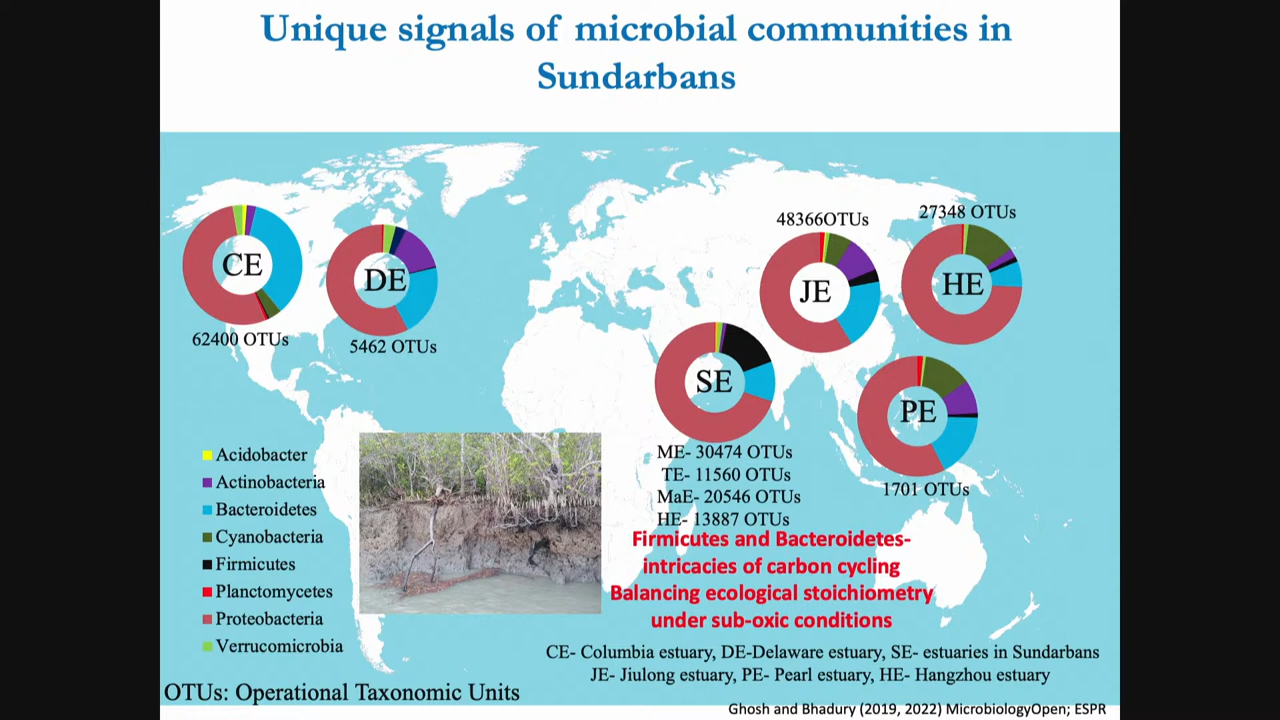 Unique signals of microbial communities in
Sundarbans
CE
62400 OTUs
DE
5462 OTUs
48366OTUs
JE
27348 OTUs
HE
SE
ME- 30474 OTUs
TE- 11560 OTUs
MaE- 20546 OTUs
HE- 13887 OTUs
PE
1701 OTUs
Acidobacter
Actinobacteria
Bacteroidetes
Cyanobacteria
Firmicutes
Planctomycetes
Proteobacteria
Verrucomicrobia
Firmicutes and Bacteroidetes-
intricacies of carbon cycling
Balancing ecological stoichiometry
under sub-oxic conditions
CE- Columbia estuary, DE-Delaware estuary, SE- estuaries in Sundarbans
JE- Jiulong estuary, PE- Pearl estuary, HE- Hangzhou estuary
OTUs: Operational Taxonomic Units
Ghosh and Bhadury (2019, 2022) MicrobiologyOpen; ESPR